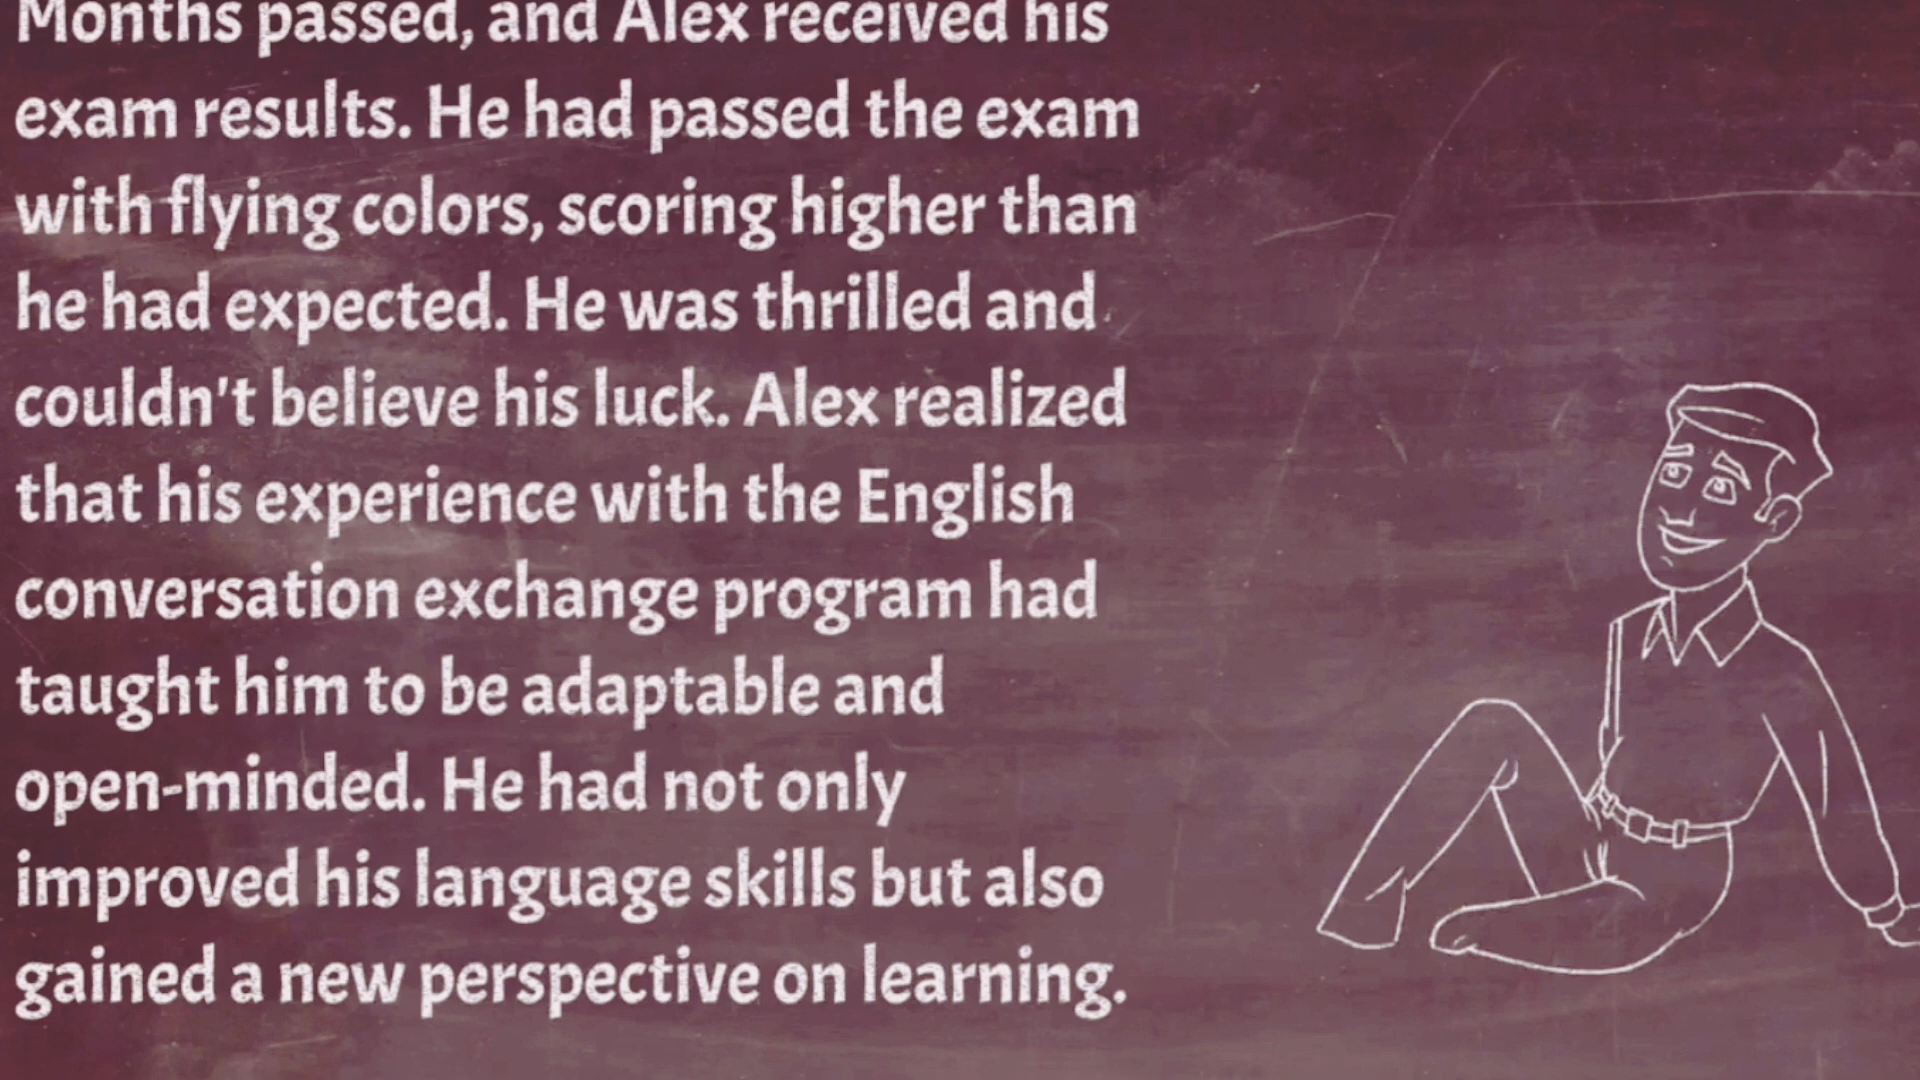 Months passed, and Alex received his
exam results. He had passed the exam
with flying colors, scoring higher than
he had expected. He was thrilled and
couldn't believe his luck. Alex realized
that his experience with the English
conversation exchange program had
taught him to be adaptable and
open-minded. He had not only
improved his language skills but also
gained a new perspective on learning.